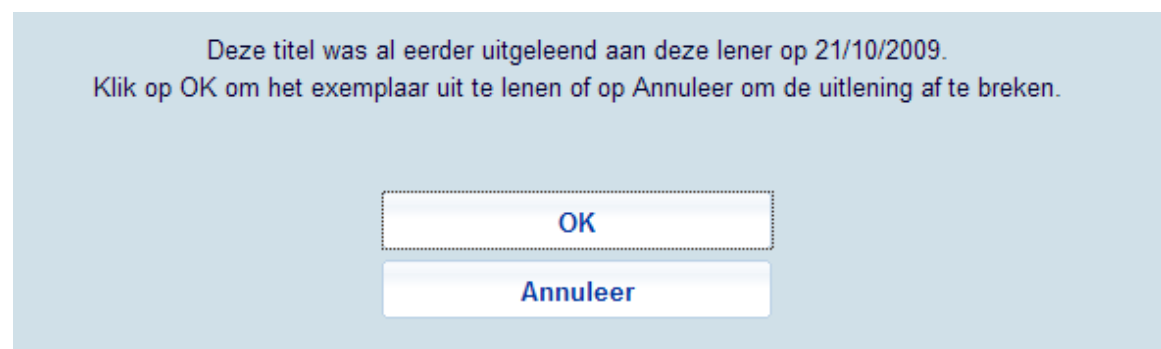 Deze titel was al eerder uitgeleend aan deze lener op 21/10/2009.
Klik op OK om het exemplaar uit te lenen of op Annuleer om de uitlening af te breken.
OK
Annuleer